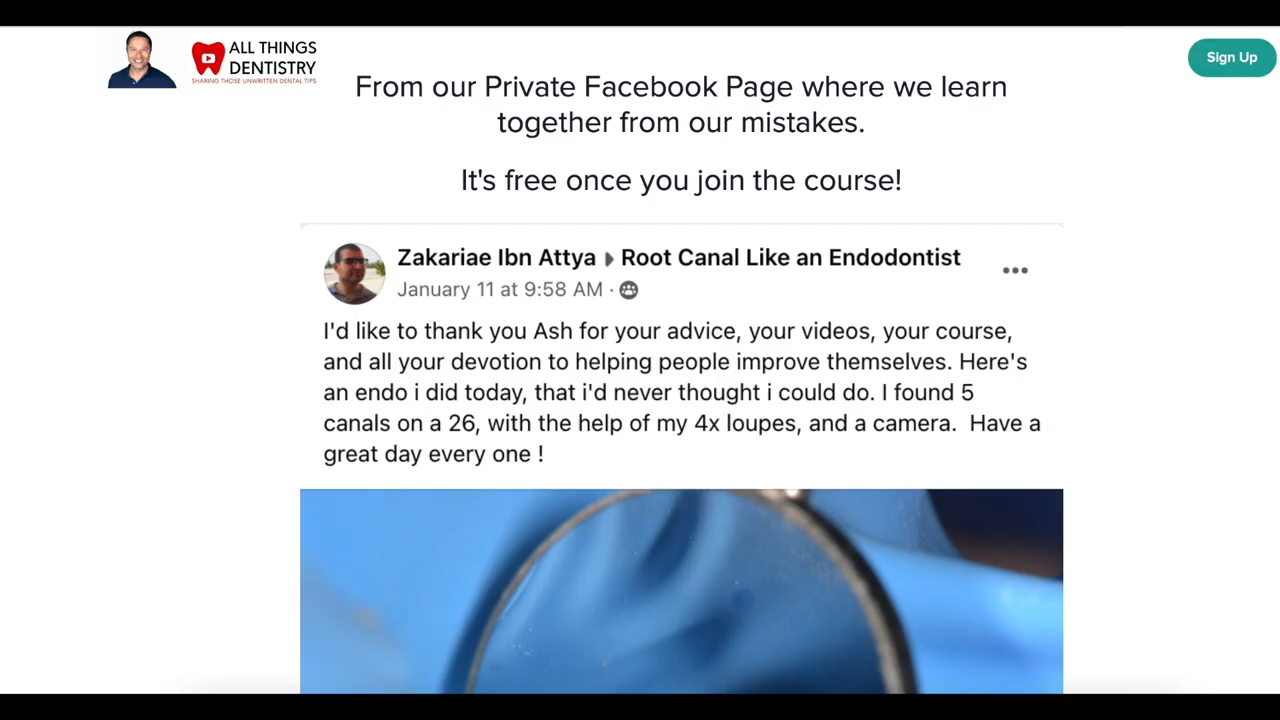 ALL THINGS
DENTISTRY
SHARING THOSE UNWRITTEN DENTAL TIPS
Sign Up
From our Private Facebook Page where we learn
together from our mistakes.
It's free once you join the course!
Zakariae Ibn Attya ▸ Root Canal Like an Endodontist
January 11 at 9:58 AM ·
I'd like to thank you Ash for your advice, your videos, your course,
and all your devotion to helping people improve themselves. Here's
an endo i did today, that i'd never thought i could do. I found 5
canals on a 26, with the help of my 4x loupes, and a camera.  Have a
great day every one !